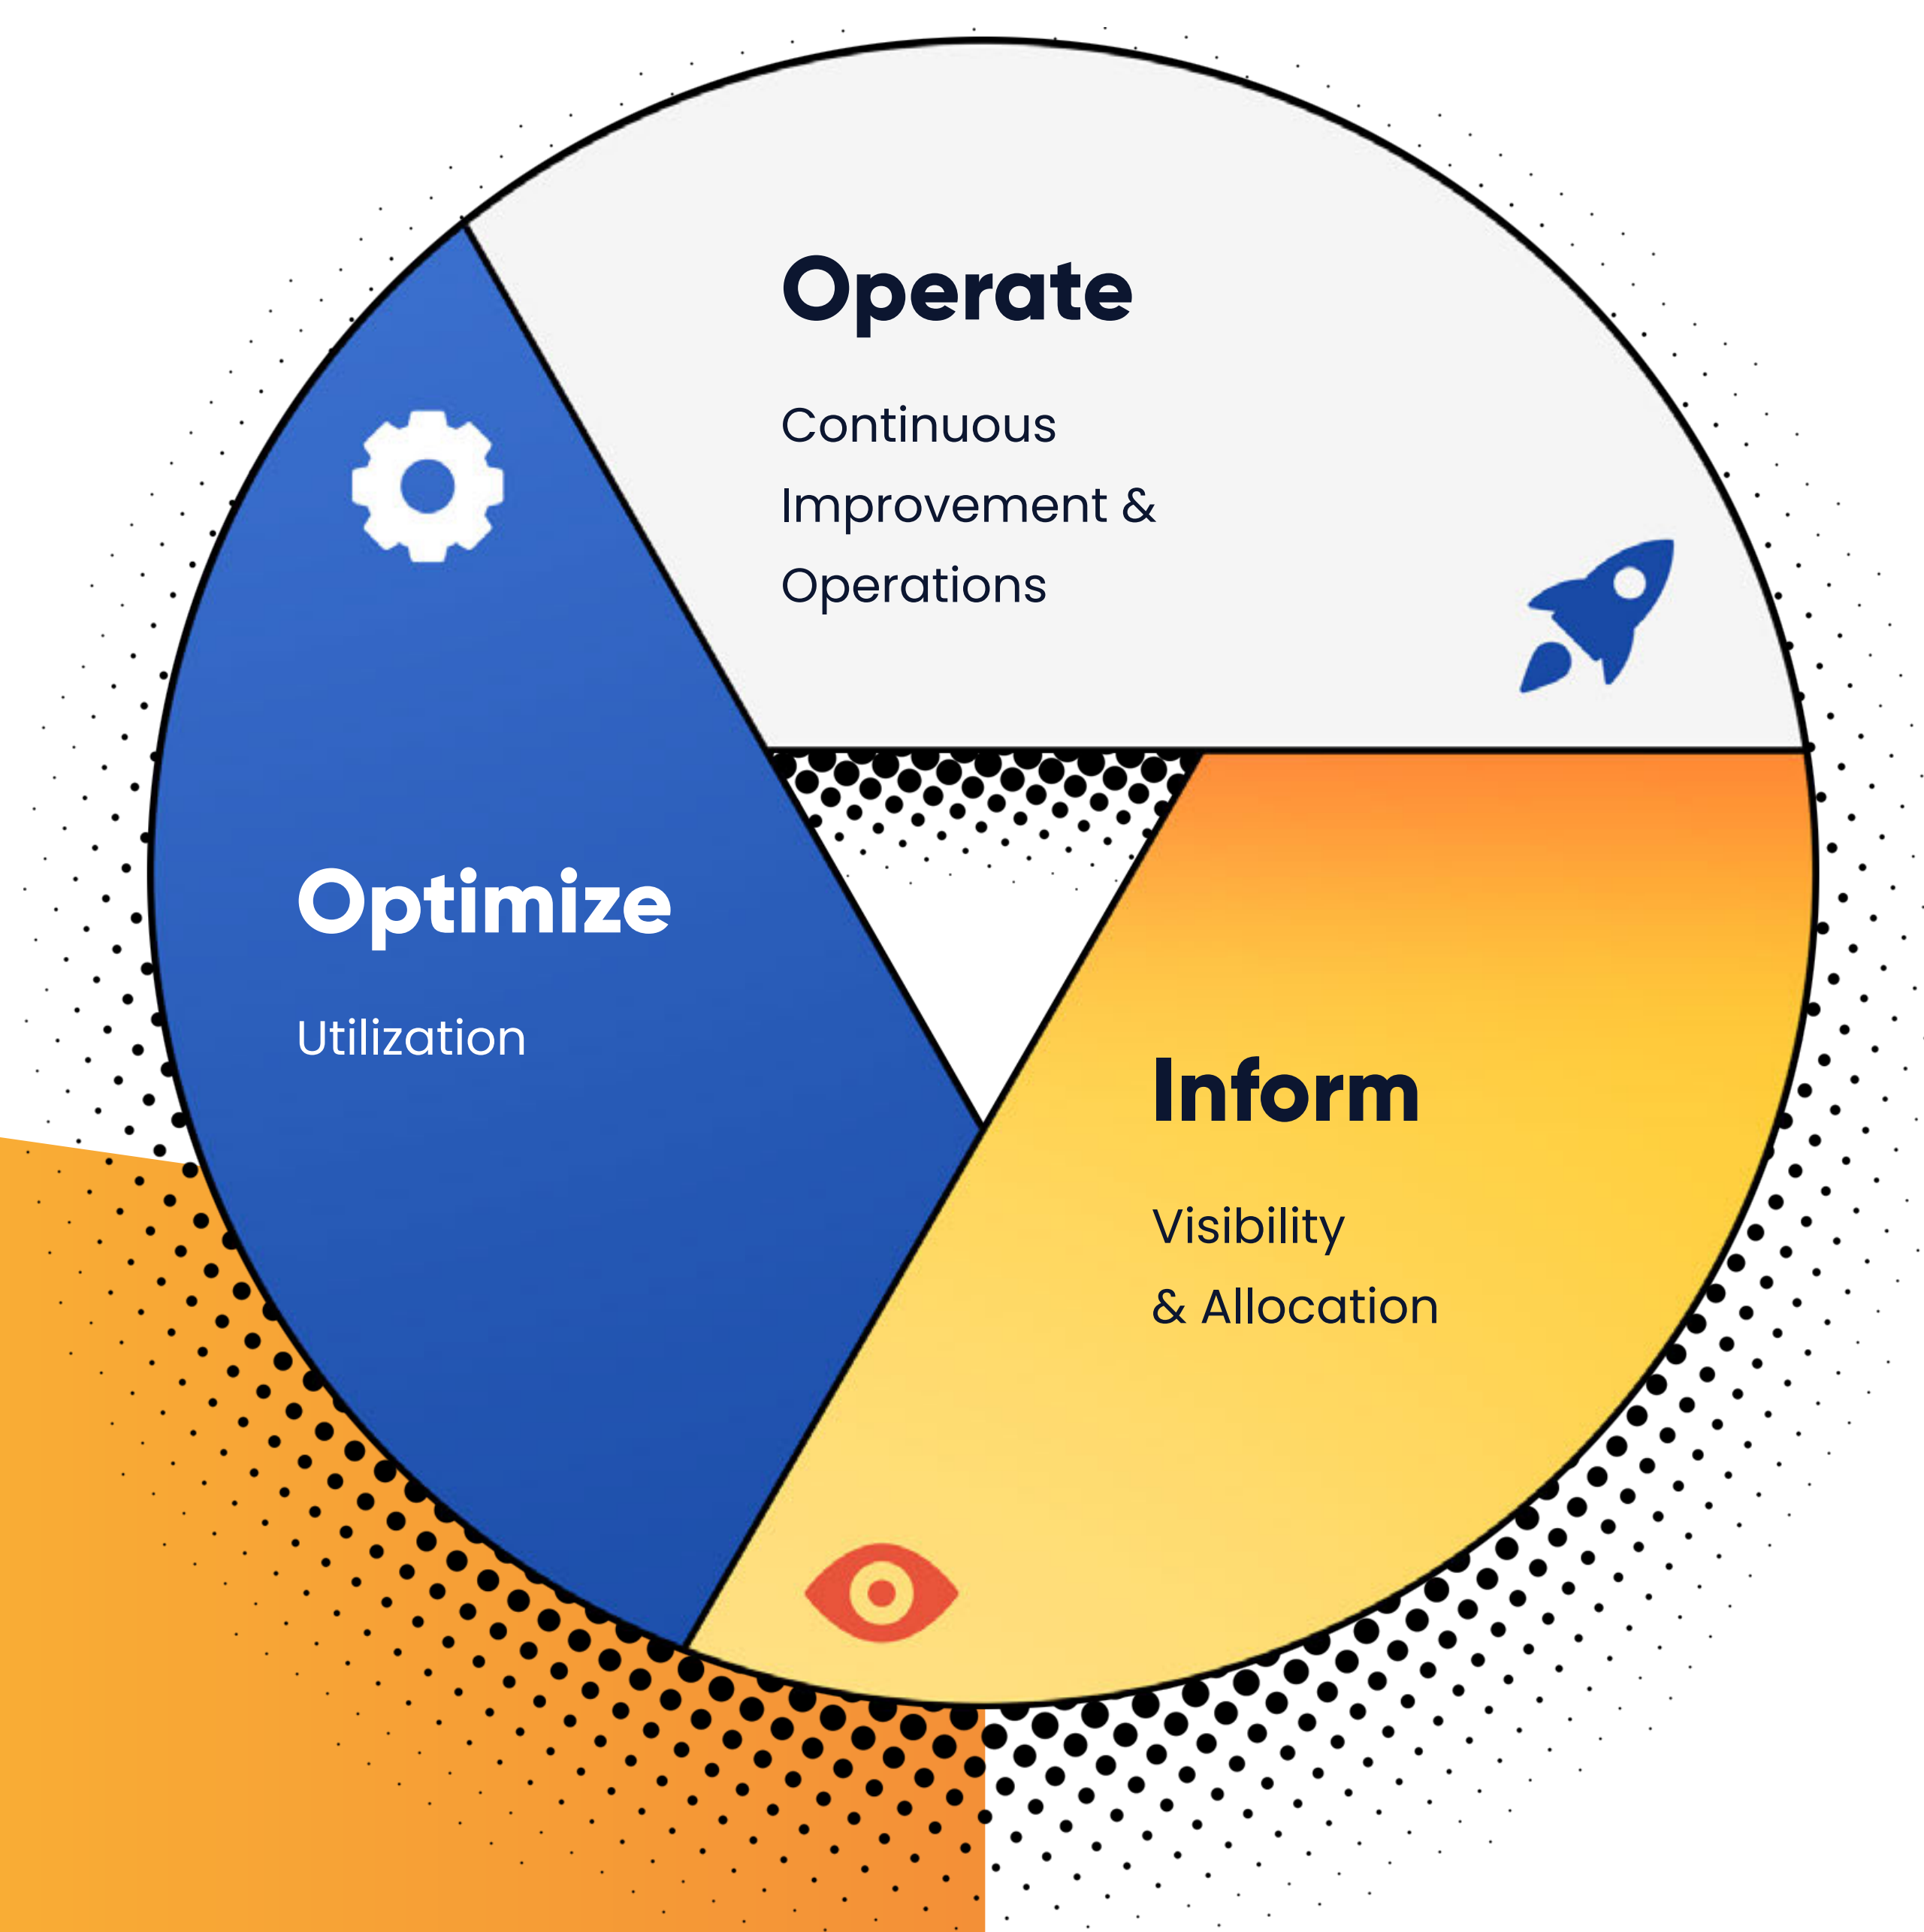 Operate
Continuous
Improvement &
Operations
Optimize
Utilization
Inform
Visibility
& Allocation